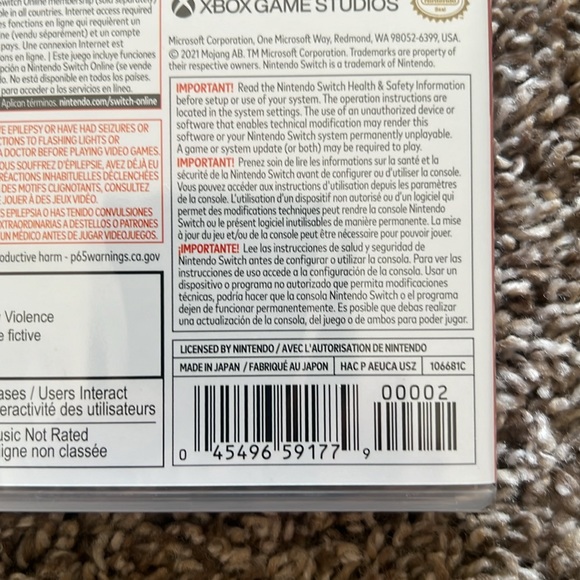 Switch Online membership (sold separately)
ole in all countries. Internet access required
es fonctions en ligne qui requièrent un
ne (vendu séparément) et un compte
pays. Une connexion Internet est
ons en ligne. | Este juego incluye funciones
pción a Nintendo Switch Online (se vende
do. No está disponible en todos los países.
para acceder a los servicios en línea.
Aplican términos. nintendo.com/switch-online
E EPILEPSY OR HAVE HAD SEIZURES OR
CTIONS TO FLASHING LIGHTS OR
A DOCTOR BEFORE PLAYING VIDEO GAMES.
OUS SOUFFREZ D'ÉPILEPSIE, AVEZ DÉJÀ EU
RÉACTIONS INHABITUELLES DÉCLENCHÉES
DES MOTIFS CLIGNOTANTS, CONSULTEZ
JOUER À DES JEUX VIDÉO.
S EPILEPSIA O HAS TENIDO CONVULSIONES
XTRAORDINARIAS A DESTELLOS O PATRONES
UN MÉDICO ANTES DE JUGAR VIDEOJUEGOS.
oductive harm - p65warnings.ca.gov
Violence
e fictive
ases / Users Interact
eractivité des utilisateurs
usic Not Rated
igne non classée
XBOX GAME STUDIOS
Nintendo
Seal
Microsoft Corporation, One Microsoft Way, Redmond, WA 98052-6399, USA.
© 2021 Mojang AB. TM Microsoft Corporation. Trademarks are property of
their respective owners. Nintendo Switch is a trademark of Nintendo.
IMPORTANT! Read the Nintendo Switch Health & Safety Information
before setup or use of your system. The operation instructions are
located in the system settings. The use of an unauthorized device or
software that enables technical modification may render this
software or your Nintendo Switch system permanently unplayable.
A game or system update (or both) may be required to play.
IMPORTANT! Prenez soin de lire les informations sur la santé et la
sécurité de la Nintendo Switch avant de configurer ou d'utiliser la console.
Vous pouvez accéder aux instructions d'utilisation depuis les paramètres
de la console. L'utilisation d'un dispositif non autorisé ou d'un logiciel qui
permet des modifications techniques peut rendre la console Nintendo
Switch ou le présent logiciel inutilisables de manière permanente. La mise
à jour du jeu et/ou de la console peut être nécessaire pour pouvoir jouer.
¡IMPORTANTE! Lee las instrucciones de salud y seguridad de
Nintendo Switch antes de configurar o utilizar la consola. Para ver las
instrucciones de uso accede a la configuración de la consola. Usar un
dispositivo o programa no autorizado que permita modificaciones
técnicas, podría hacer que la consola Nintendo Switch o el programa
dejen de funcionar permanentemente. Es posible que debas realizar
una actualización de la consola, del juego o de ambos para poder jugar.
LICENSED BY NINTENDO / AVEC L'AUTORISATION DE NINTENDO
MADE IN JAPAN / FABRIQUÉ AU JAPON HAC P AEUCA USZ 106681C
00002
0 45496 59177 9